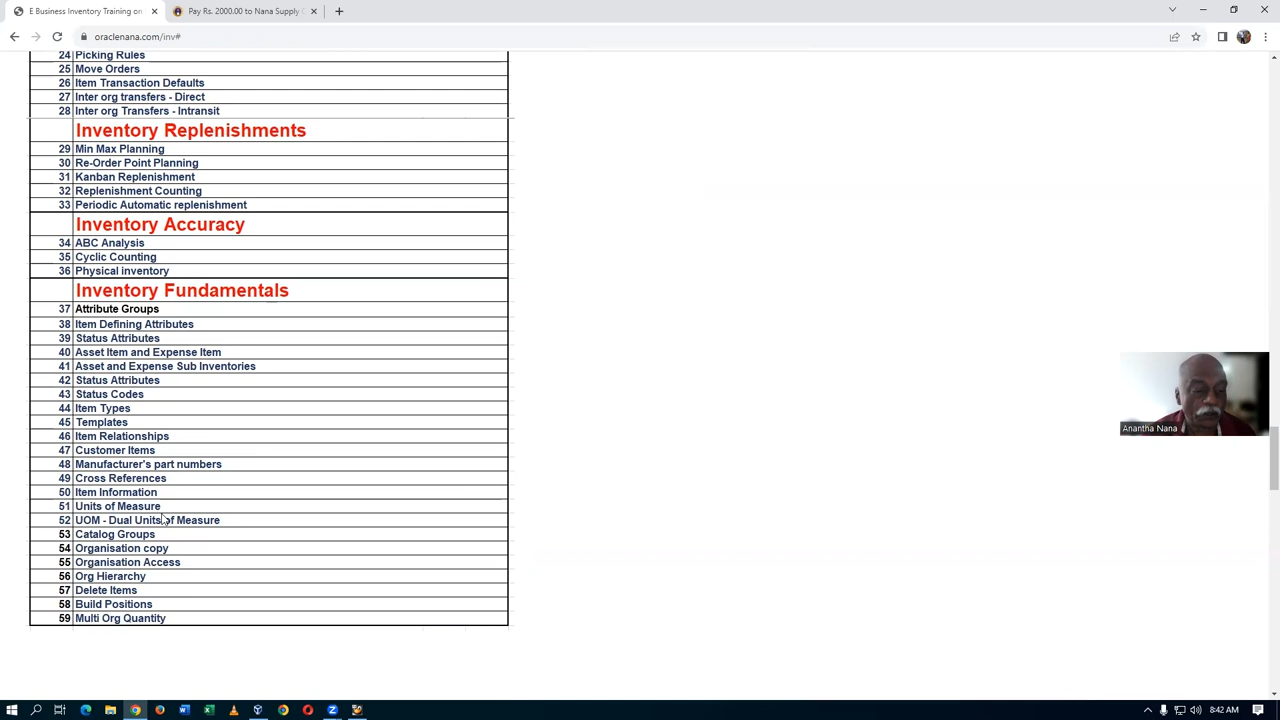 E Business Inventory Training on
Pay Rs. 2000.00 to Nana Supply C
oraclenana.com/inv#
24 Picking Rules
25 Move Orders
26 Item Transaction Defaults
27 Inter org transfers - Direct
28 Inter org Transfers - Intransit
Inventory Replenishments
29 Min Max Planning
30 Re-Order Point Planning
31 Kanban Replenishment
32 Replenishment Counting
33 Periodic Automatic replenishment
Inventory Accuracy
34 ABC Analysis
35 Cyclic Counting
36 Physical inventory
Inventory Fundamentals
37 Attribute Groups
38 Item Defining Attributes
39 Status Attributes
40 Asset Item and Expense Item
41 Asset and Expense Sub Inventories
42 Status Attributes
43 Status Codes
44 Item Types
45 Templates
46 Item Relationships
47 Customer Items
48 Manufacturer's part numbers
49 Cross References
50 Item Information
51 Units of Measure
52 UOM - Dual Units of Measure
53 Catalog Groups
54 Organisation copy
55 Organisation Access
56 Org Hierarchy
57 Delete Items
58 Build Positions
59 Multi Org Quantity
Anantha Nana
8:42 AM